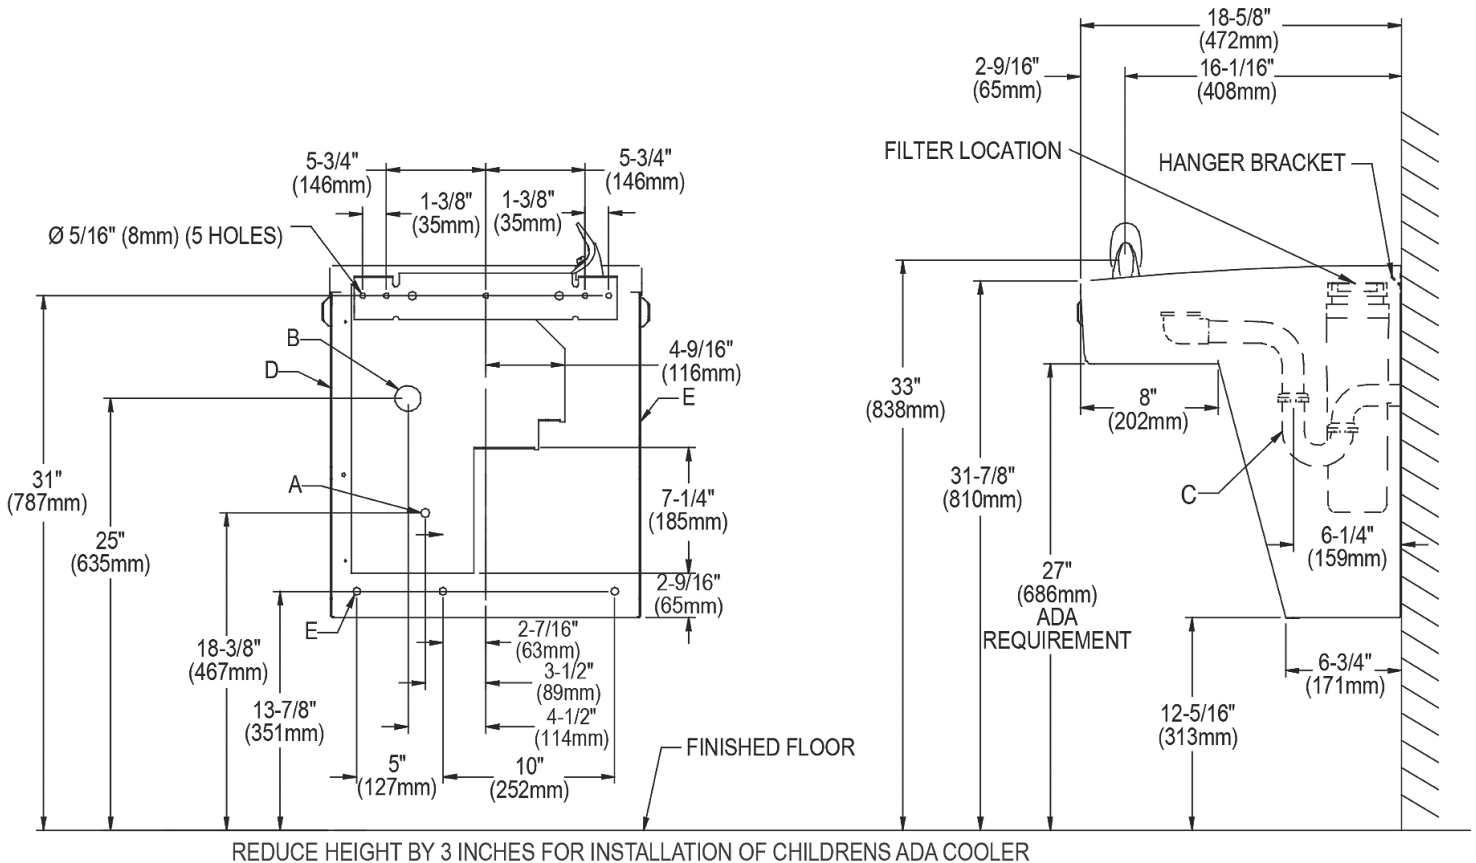 18-5/8"
(472mm)
2-9/16"
(65mm)
16-1/16"
(408mm)
FILTER LOCATION
HANGER BRACKET
5-3/4"
(146mm)
5-3/4"
(146mm)
1-3/8"
(35mm)
1-3/8"
(35mm)
Ø 5/16" (8mm) (5 HOLES)
B
D
4-9/16"
(116mm)
E
33"
(838mm)
8"
(202mm)
31"
(787mm)
A
7-1/4"
(185mm)
31-7/8"
(810mm)
C
25"
(635mm)
6-1/4"
(159mm)
2-9/16"
(65mm)
27"
(686mm)
ADA
REQUIREMENT
E
18-3/8"
(467mm)
2-7/16"
(63mm)
3-1/2"
(89mm)
6-3/4"
(171mm)
13-7/8"
(351mm)
4-1/2"
(114mm)
12-5/16"
(313mm)
FINISHED FLOOR
5"
(127mm)
10"
(252mm)
REDUCE HEIGHT BY 3 INCHES FOR INSTALLATION OF CHILDRENS ADA COOLER